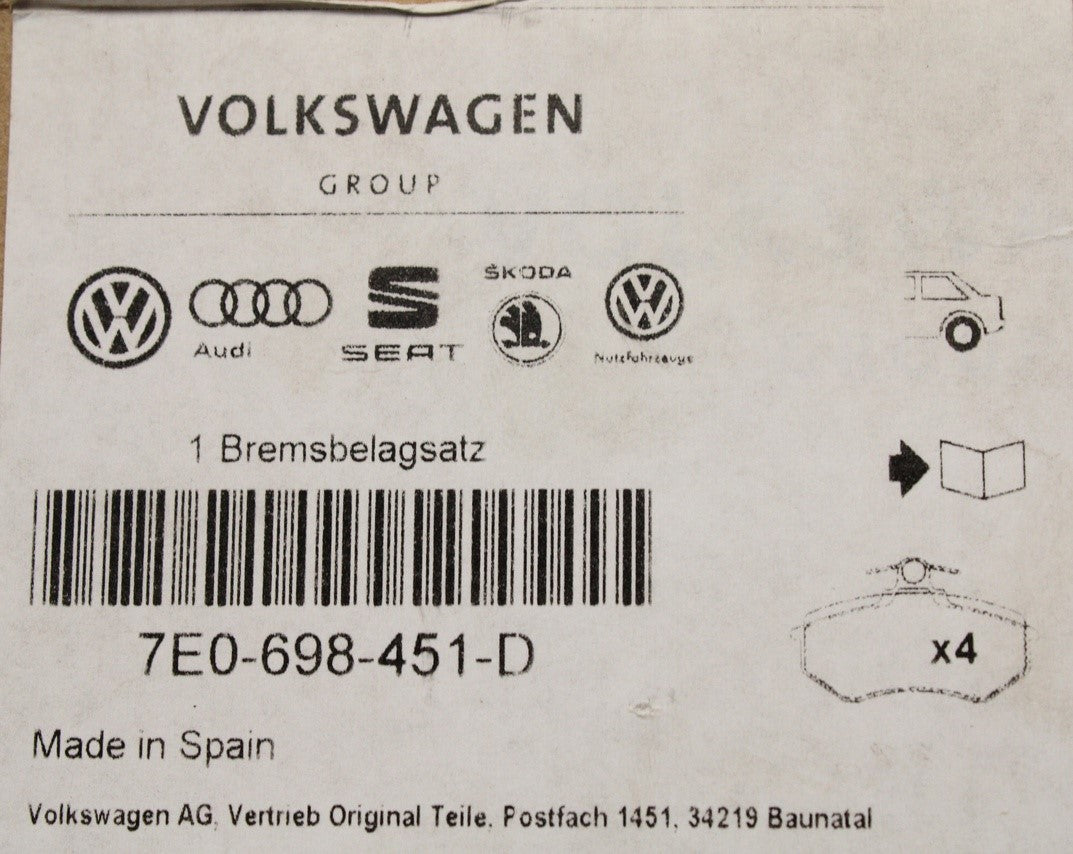 VOLKSWAGEN
GROUP
Audi
SEAT
ŠKODA
Nutzfahrzeuge
1 Bremsbelagsatz
7E0-698-451-D
x4
Made in Spain
Volkswagen AG, Vertrieb Original Teile, Postfach 1451, 34219 Baunatal